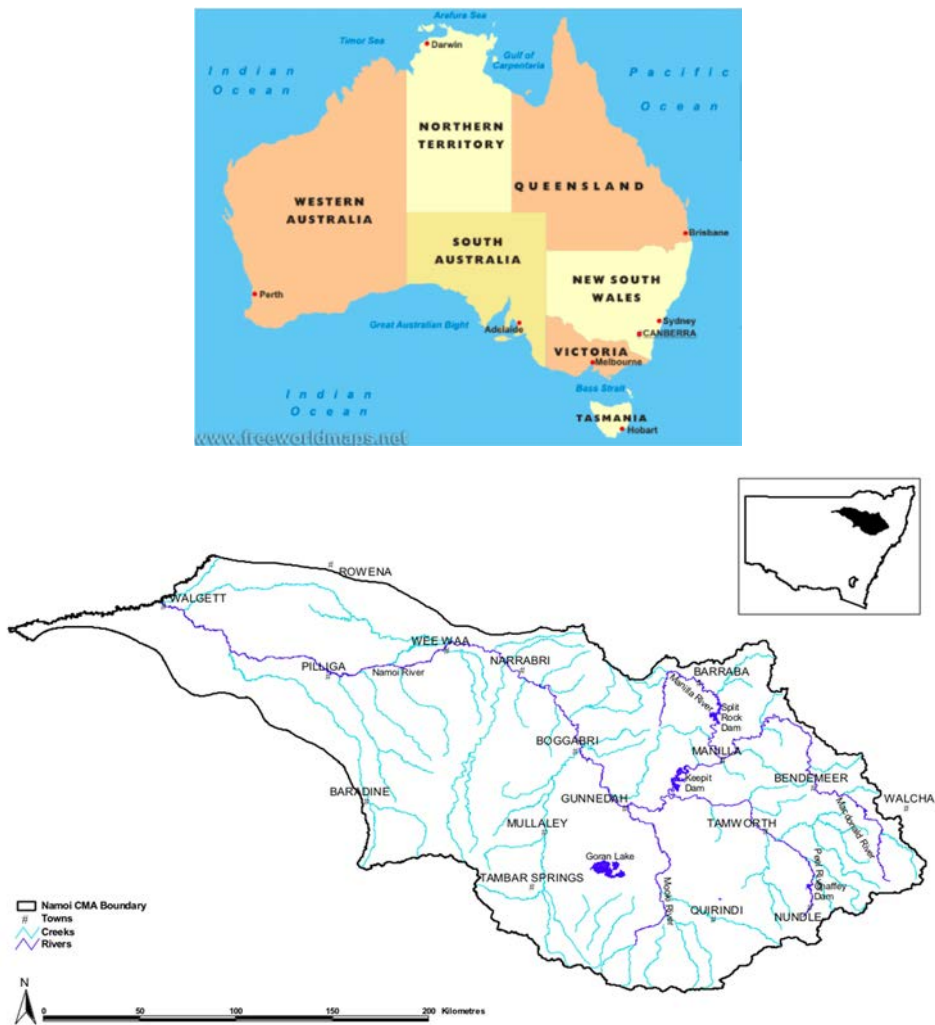 Arafura Sea
Timor Sea
Darwin
Gulf of
Carpentaria
Indian
Ocean
Pacific
Ocean
NORTHERN
TERRITORY
QUEENSLAND
WESTERN
AUSTRALIA
SOUTH
AUSTRALIA
Brisbane
NEW SOUTH
WALES
Perth
Great Australian Bight
Adelaide
Sydney
CANBERRA
VICTORIA
Melbourne
Indian
Ocean
Bass Strait
TASMANIA
Hobart
www.freeworldmaps.net
ROWENA
WALGETT
WEE WAA
NARRABRI
PILLIGA
Namoi River
BARRABA
Manilla River
Split
Rock
Dam
BOGGABRI
MANILLA
Keepit
Dam
BENDEMEER
BARADINE
GUNNEDAH
WALCHA
MULLALEY
TAMWORTH
Macdonald River
Goran Lake
Peel River
Chaffey
Dam
TAMBAR SPRINGS
Mooki River
QUIRINDI
NUNDLE
Namoi CMA Boundary
# Towns
Creeks
Rivers
N
0 50 100 150 200 Kilometres